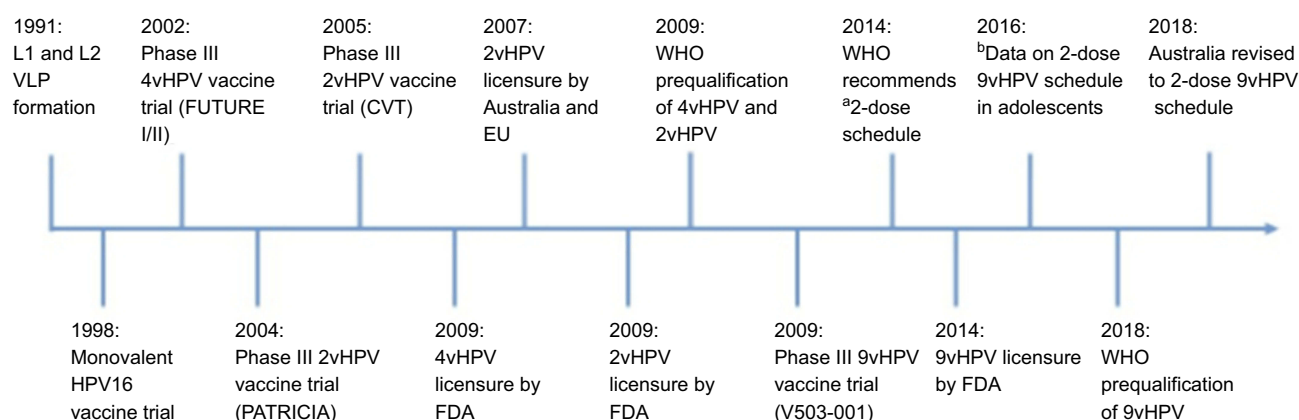 1991:
L1 and L2
VLP
formation
2002:
Phase III
4vHPV vaccine
trial (FUTURE
I/II)
2005:
Phase III
2vHPV vaccine
trial (CVT)
2007:
2vHPV
licensure by
Australia and
EU
2009:
WHO
prequalification
of 4vHPV and
2vHPV
2014:
WHO
recommends
a2-dose
schedule
2016:
bData on 2-dose
9vHPV schedule
in adolescents
2018:
Australia revised
to 2-dose 9vHPV
schedule
1998:
Monovalent
HPV16
vaccine trial
2004:
Phase III 2vHPV
vaccine trial
(PATRICIA)
2009:
4vHPV
licensure by
FDA
2009:
2vHPV
licensure by
FDA
2009:
Phase III 9vHPV
vaccine trial
(V503-001)
2014:
9vHPV licensure
by FDA
2018:
WHO
prequalification
of 9vHPV